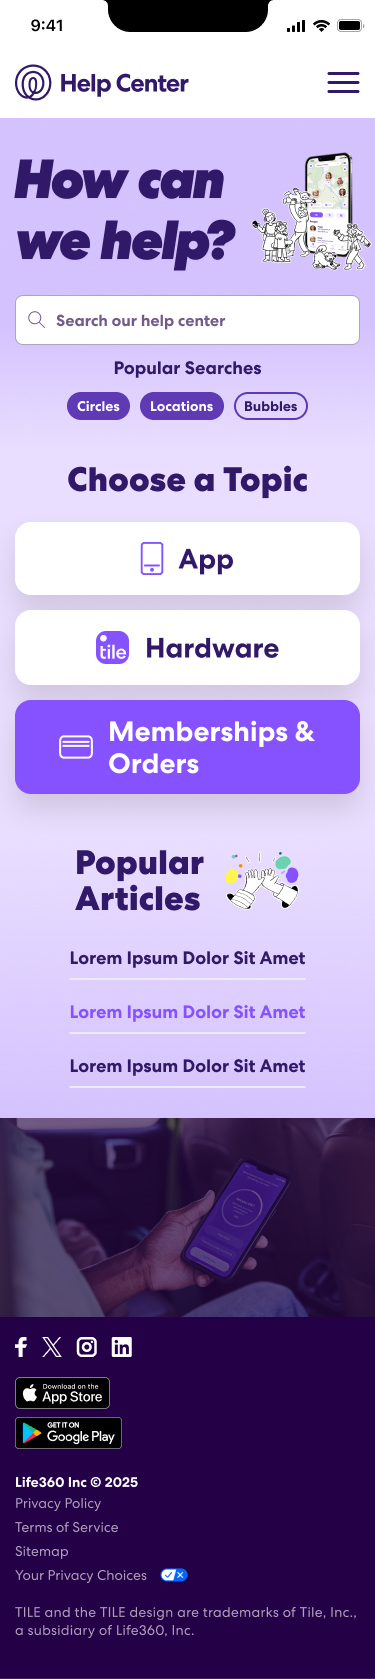 9:41
Help Center
How can
we help?
Search our help center
Popular Searches
Circles
Locations
Bubbles
Choose a Topic
App
tile
Hardware
Memberships &
Orders
Popular
Articles
Lorem Ipsum Dolor Sit Amet
Lorem Ipsum Dolor Sit Amet
Lorem Ipsum Dolor Sit Amet
Download on the
App Store
GET IT ON
Google Play
Life360 Inc © 2025
Privacy Policy
Terms of Service
Sitemap
Your Privacy Choices
TILE and the TILE design are trademarks of Tile, Inc.,
a subsidiary of Life360, Inc.